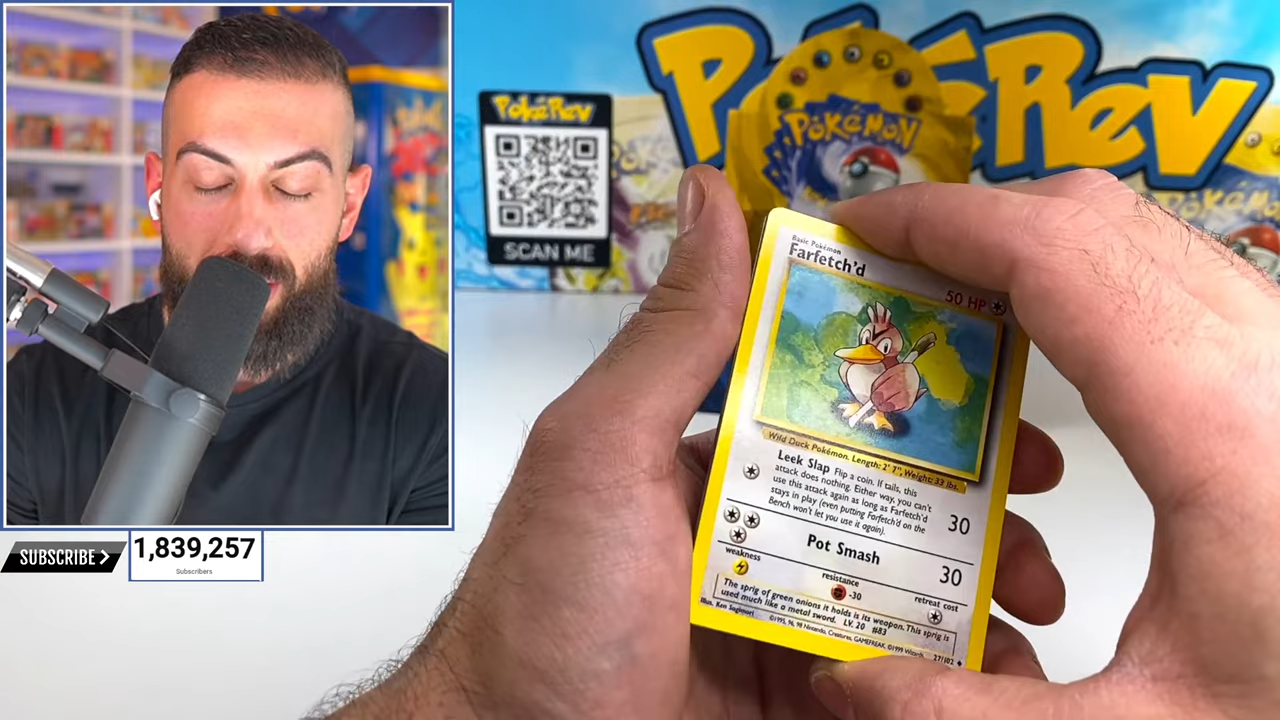 PokéRev
PokéRev
SCAN ME
POKéMON
Basic Pokémon
Farfetch'd
50 HP
Wild Duck Pokémon. Length: 2' 7", Weight: 33 lbs.
Leek Slap Flip a coin. If tails, this
attack does nothing. Either way, you can't
use this attack again as long as Farfetch'd
stays in play (even putting Farfetch'd on the
Bench won't let you use it again).
30
Pot Smash
30
weakness
resistance
-30
retreat cost
The sprig of green onions it holds is its weapon. This sprig is
used much like a metal sword. LV. 20 #83
Illus. Ken Sugimori
©1995, 96, 98 Nintendo, Creatures, GAMEFREAK. ©1999 Wizards.
27/102
SUBSCRIBE
1,839,257
Subscribers